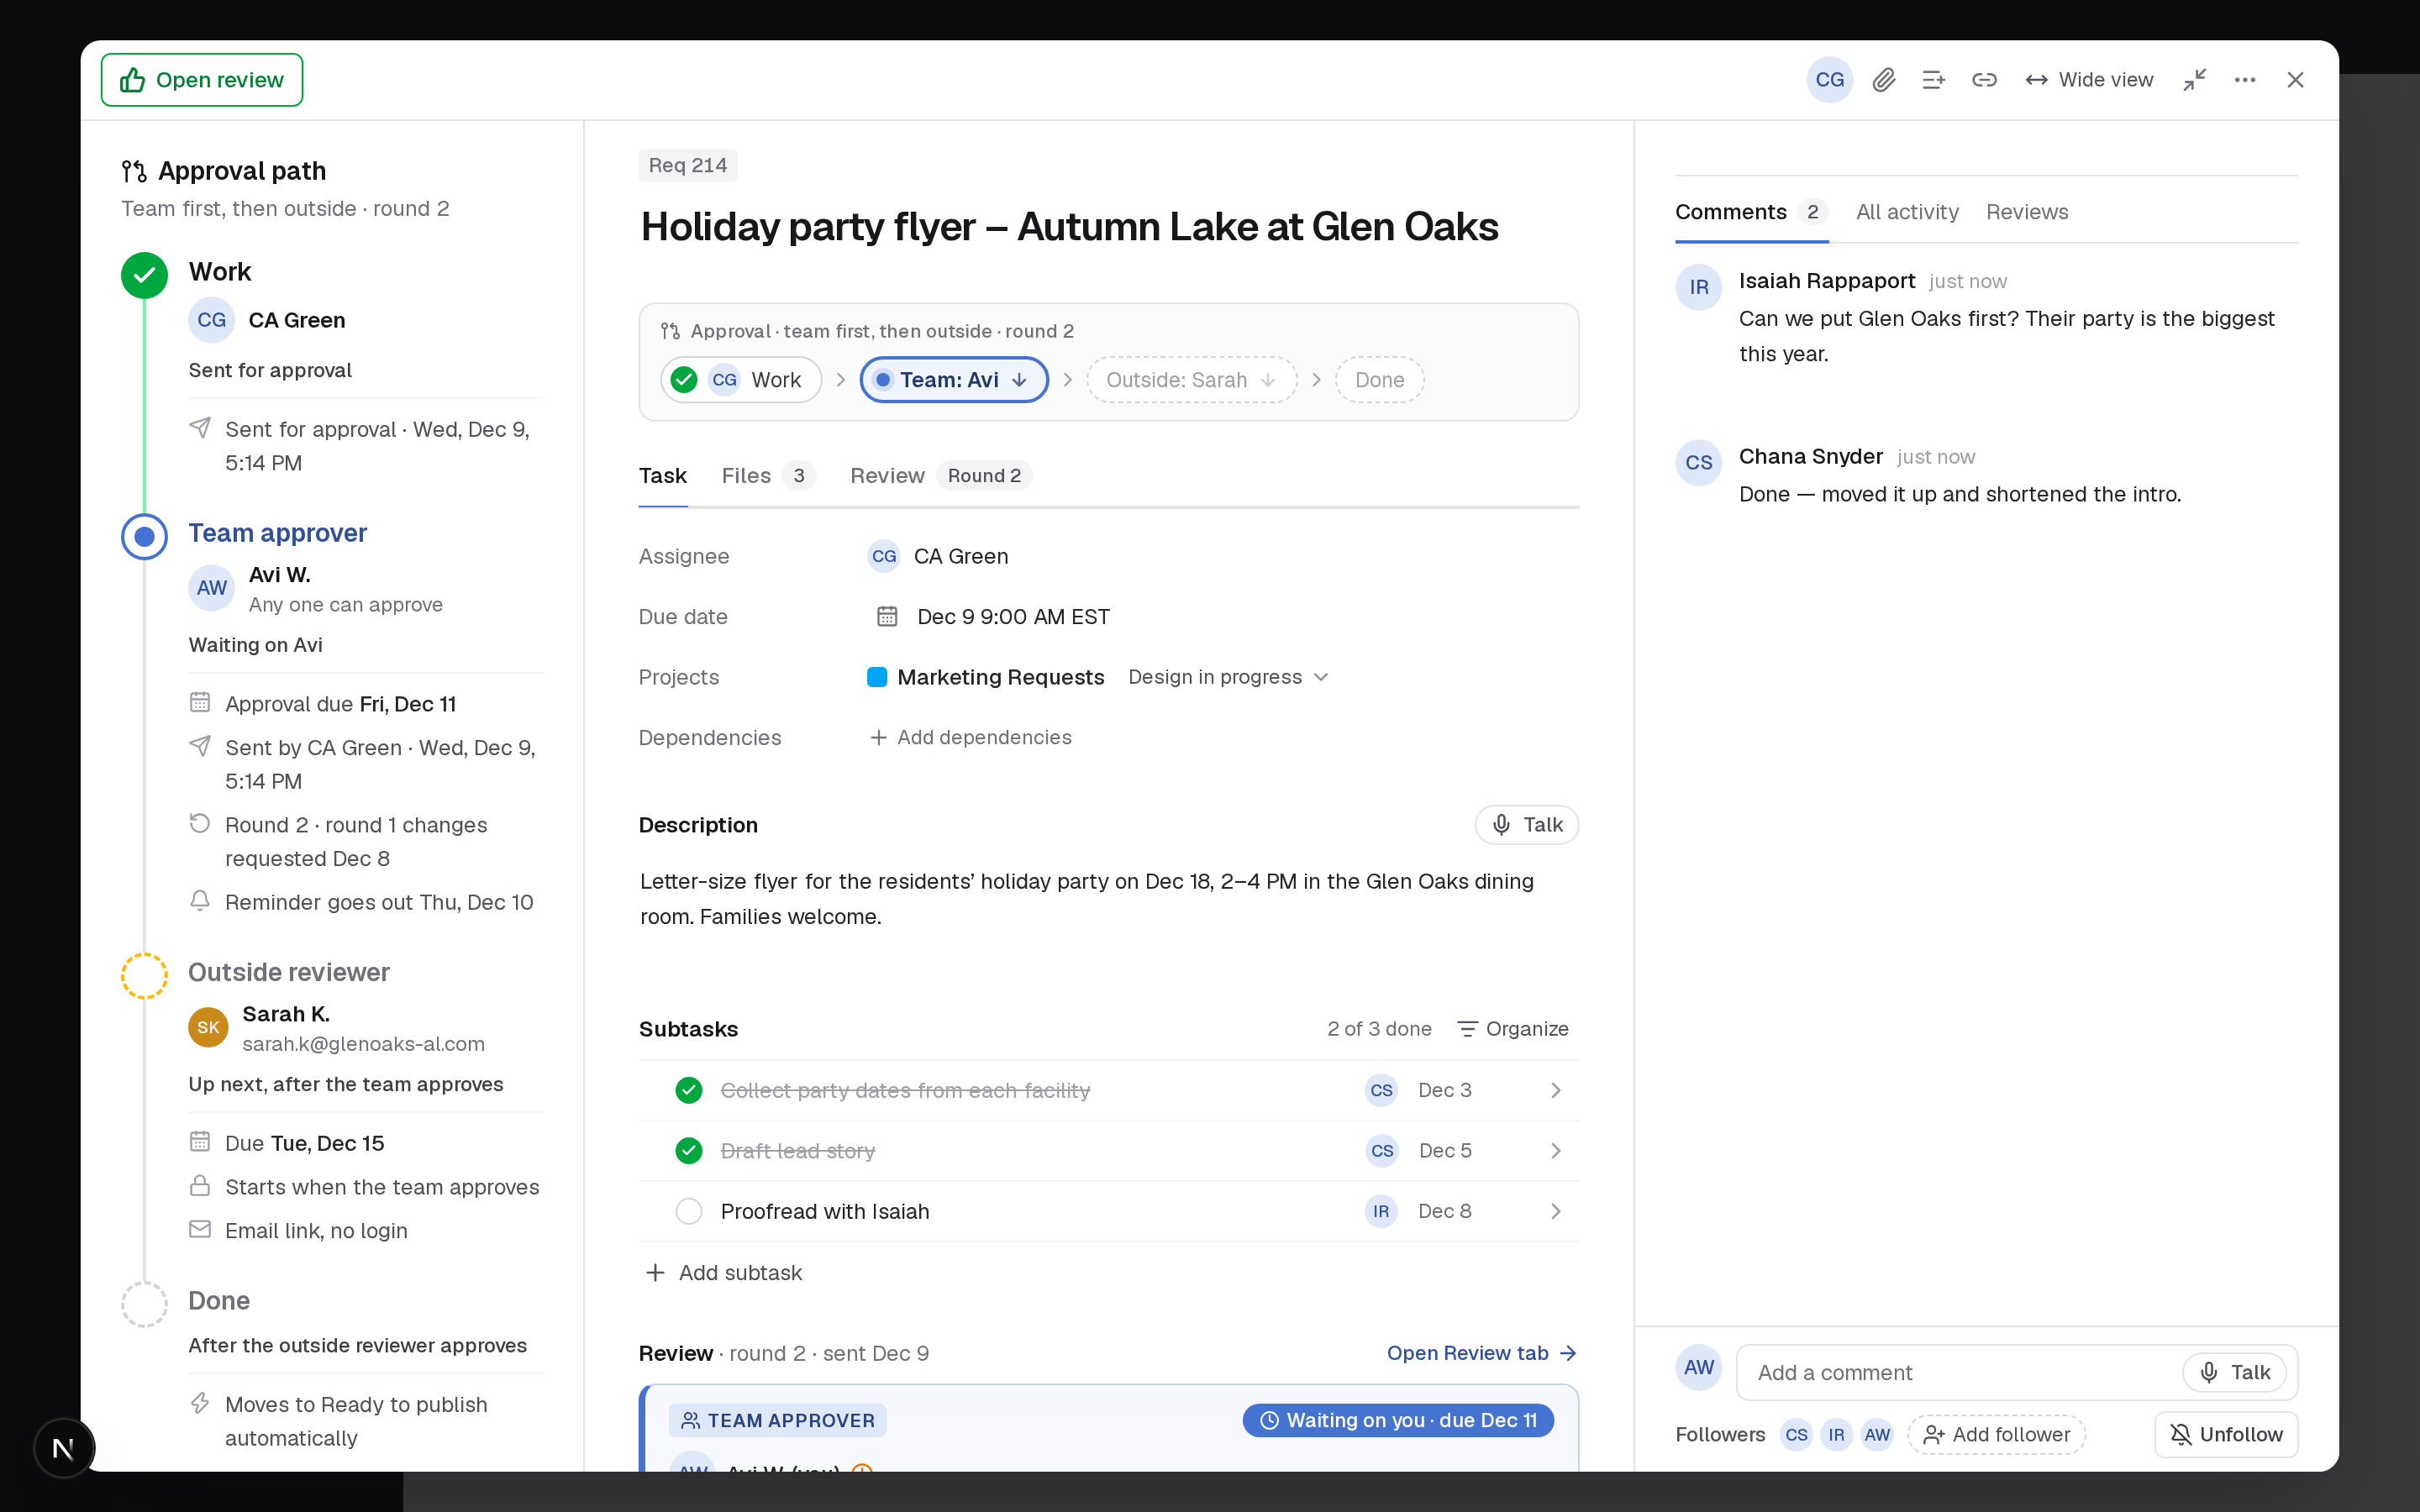 Open review
CG
Wide view
Approval path
Team first, then outside · round 2
Work
CG
CA Green
Sent for approval
Sent for approval · Wed, Dec 9,
5:14 PM
Team approver
AW
Avi W.
Any one can approve
Waiting on Avi
Approval due Fri, Dec 11
Sent by CA Green · Wed, Dec 9,
5:14 PM
Round 2 · round 1 changes
requested Dec 8
Reminder goes out Thu, Dec 10
Outside reviewer
SK
Sarah K.
sarah.k@glenoaks-al.com
Up next, after the team approves
Due Tue, Dec 15
Starts when the team approves
Email link, no login
Done
After the outside reviewer approves
Moves to Ready to publish
automatically
N
Req 214
Holiday party flyer – Autumn Lake at Glen Oaks
Approval · team first, then outside · round 2
CG Work
Team: Avi
Outside: Sarah
Done
Task
Files 3
Review Round 2
Assignee CG CA Green
Due date Dec 9 9:00 AM EST
Projects Marketing Requests Design in progress
Dependencies Add dependencies
Description
Talk
Letter-size flyer for the residents’ holiday party on Dec 18, 2–4 PM in the Glen Oaks dining
room. Families welcome.
Subtasks 2 of 3 done Organize
Collect party dates from each facility CS Dec 3
Draft lead story CS Dec 5
Proofread with Isaiah IR Dec 8
Add subtask
Review · round 2 · sent Dec 9 Open Review tab
TEAM APPROVER Waiting on you · due Dec 11
AW Avi W. (you)
Comments 2 All activity Reviews
IR Isaiah Rappaport just now
Can we put Glen Oaks first? Their party is the biggest
this year.
CS Chana Snyder just now
Done — moved it up and shortened the intro.
AW Add a comment Talk
Followers CS IR AW Add follower Unfollow